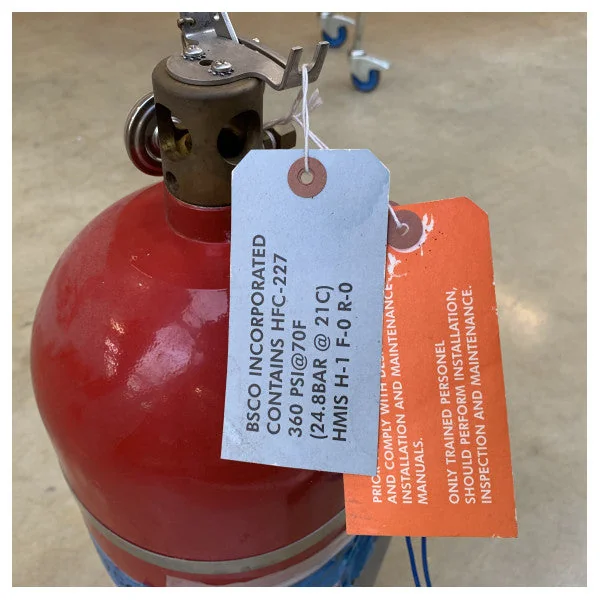 BSCO INCORPORATED
CONTAINS HFC-227
360 PSI@70F
(24.8BAR @ 21C)
HMIS H-1 F-0 R-0
AND COMPLY WITH
INSTALLATION AND MAINTENANCE
MANUALS.
ONLY TRAINED PERSONEL
SHOULD PERFORM INSTALLATION,
INSPECTION AND MAINTENANCE.